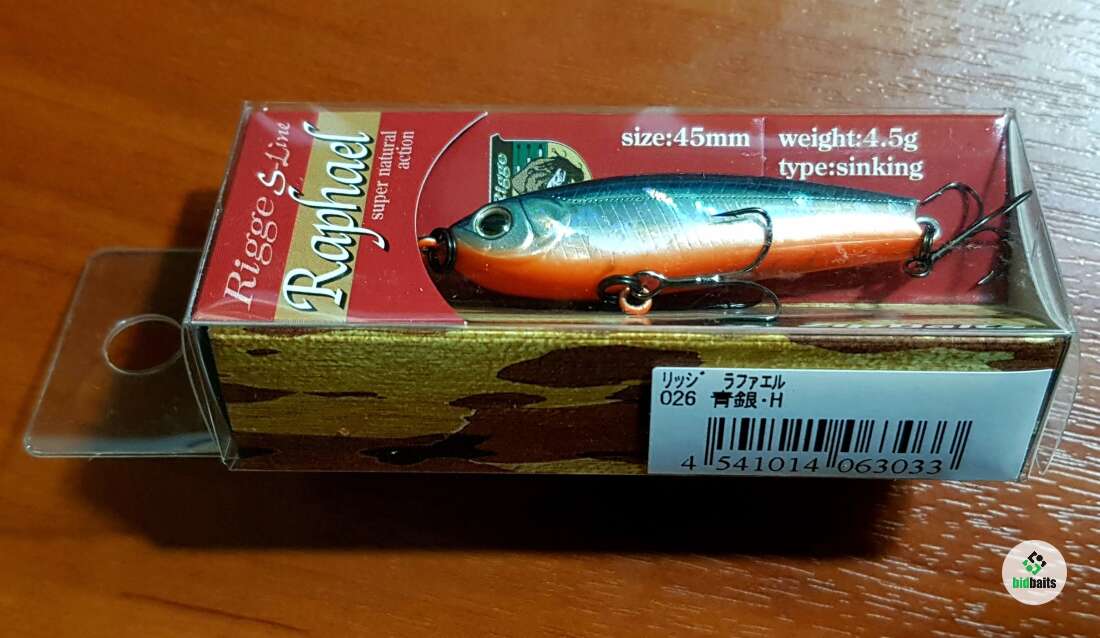 Rigge S-Line
Raphael
super natural
action
Rigge
size:45mm
weight:4.5g
type:sinking
ﾘｯｼﾞ ﾗﾌｧｴﾙ
026 青銀・H
4 541014 063033
bidbaits